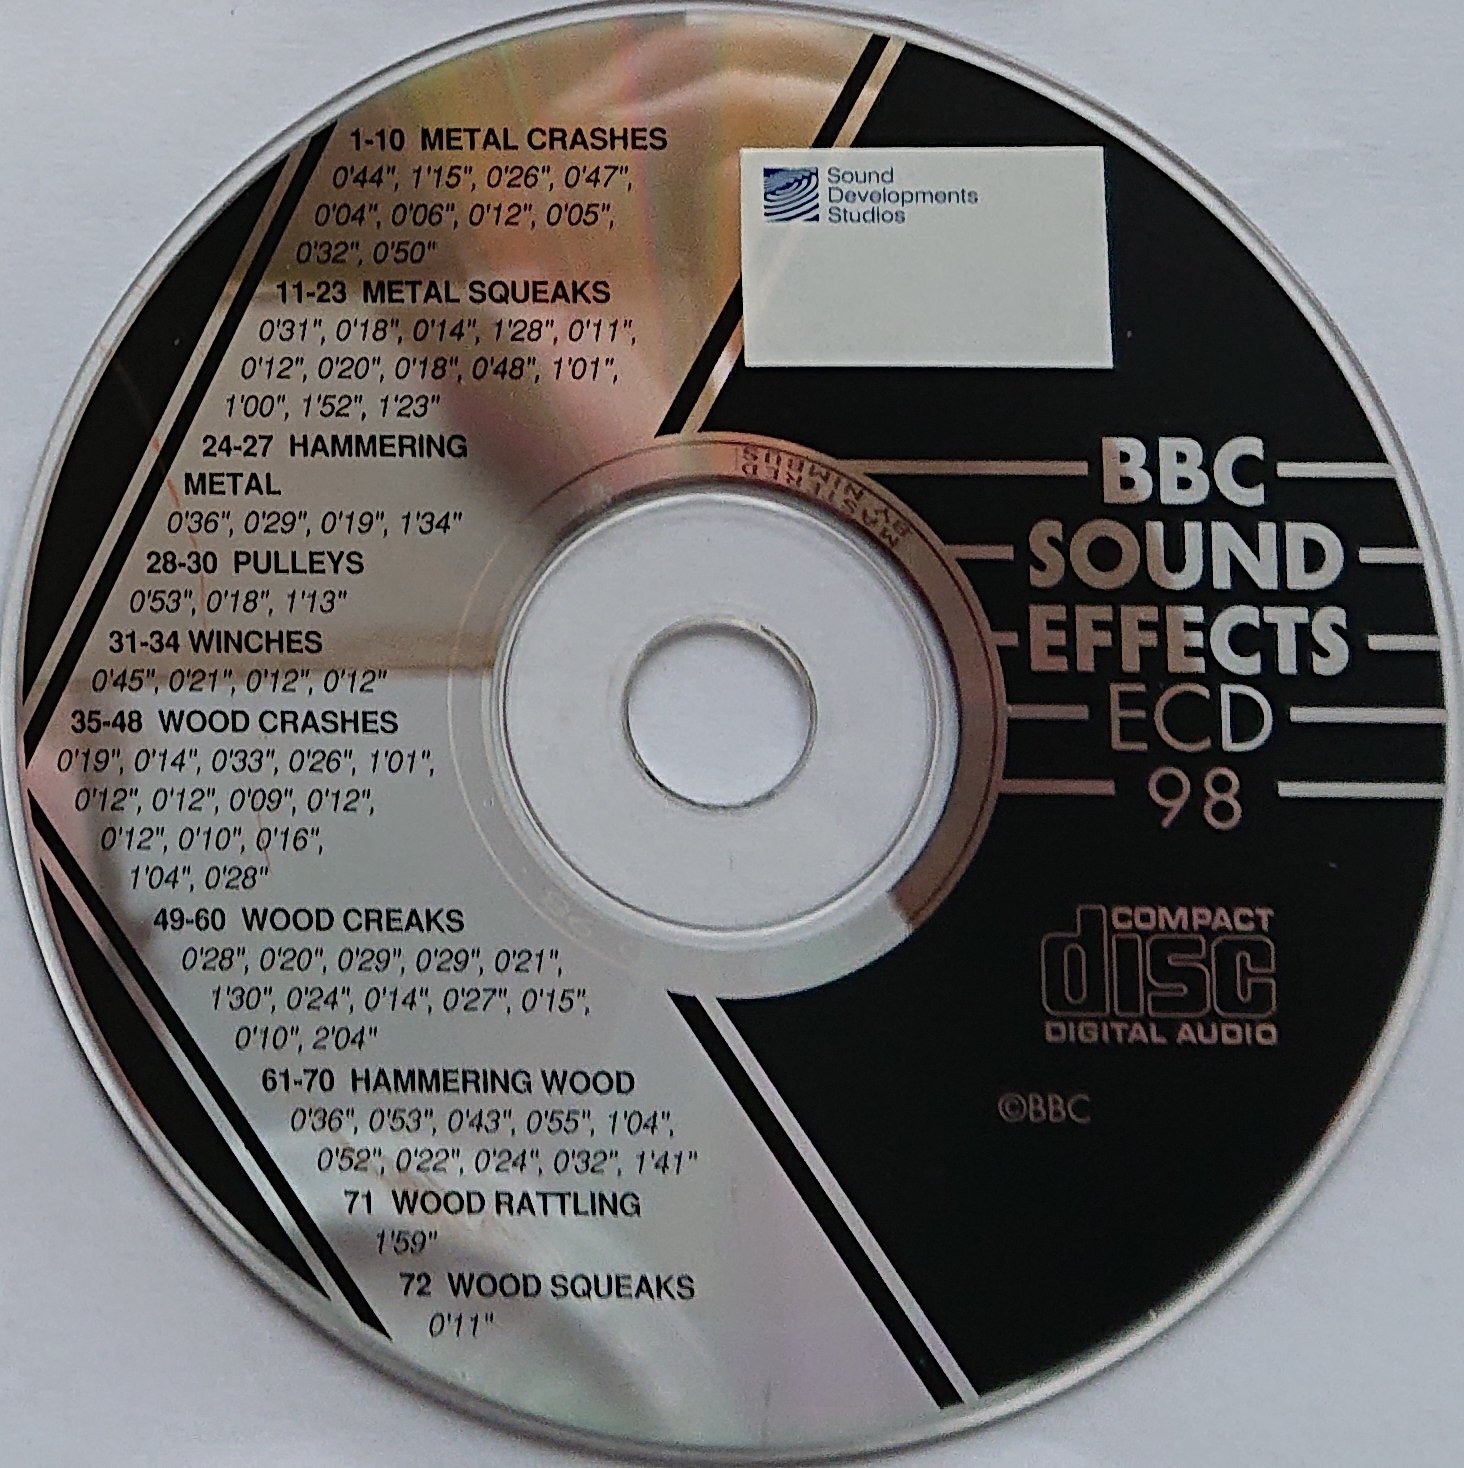 1-10 METAL CRASHES
0'44", 1'15", 0'26", 0'47",
0'04", 0'06", 0'12", 0'05",
0'32", 0'50"
11-23 METAL SQUEAKS
0'31", 0'18", 0'14", 1'28", 0'11",
0'12", 0'20", 0'18", 0'48", 1'01",
1'00", 1'52", 1'23"
24-27 HAMMERING
METAL
0'36", 0'29", 0'19", 1'34"
28-30 PULLEYS
0'53", 0'18", 1'13"
31-34 WINCHES
0'45", 0'21", 0'12", 0'12"
35-48 WOOD CRASHES
0'19", 0'14", 0'33", 0'26", 1'01",
0'12", 0'12", 0'09", 0'12",
0'12", 0'10", 0'16",
1'04", 0'28"
49-60 WOOD CREAKS
0'28", 0'20", 0'29", 0'29", 0'21",
1'30", 0'24", 0'14", 0'27", 0'15",
0'10", 2'04"
61-70 HAMMERING WOOD
0'36", 0'53", 0'43", 0'55", 1'04",
0'52", 0'22", 0'24", 0'32", 1'41"
71 WOOD RATTLING
1'59"
72 WOOD SQUEAKS
0'11"
Sound
Developments
Studios
MASTERED
BY NIMBUS
BBC
SOUND
EFFECTS
ECD
98
COMPACT
disc
DIGITAL AUDIO
©BBC